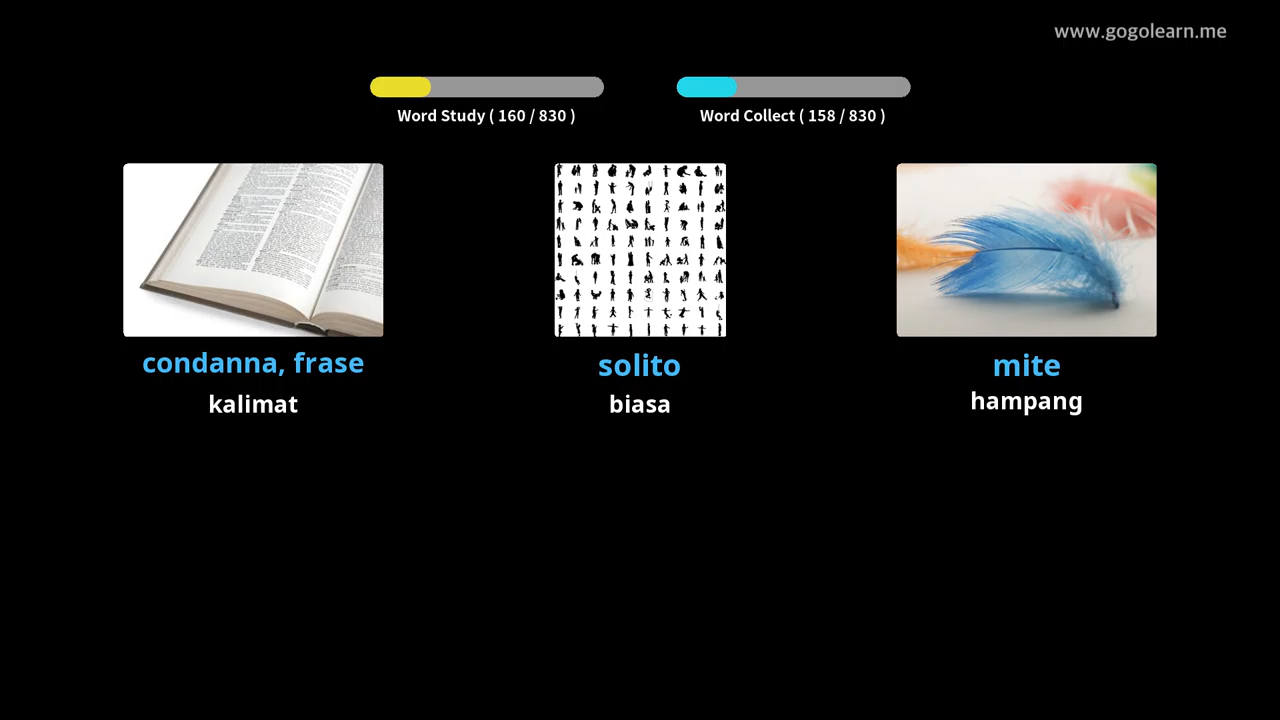 www.gogolearn.me
Word Study ( 160 / 830 )
Word Collect ( 158 / 830 )
condanna, frase
kalimat
solito
biasa
mite
hampang